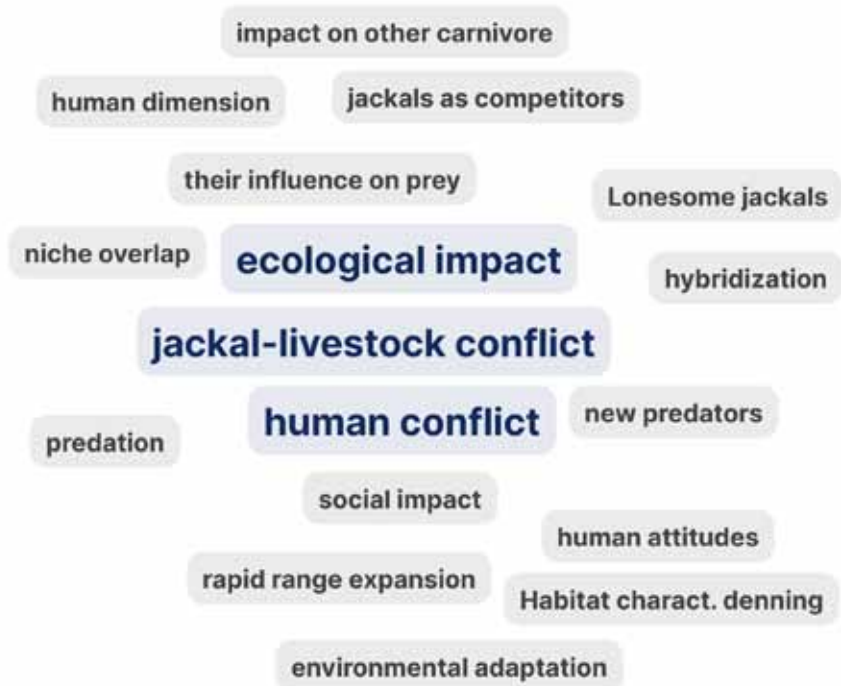 impact on other carnivore
human dimension
jackals as competitors
their influence on prey
Lonesome jackals
niche overlap
ecological impact
hybridization
jackal-livestock conflict
human conflict
new predators
predation
social impact
human attitudes
rapid range expansion
Habitat charact. denning
environmental adaptation